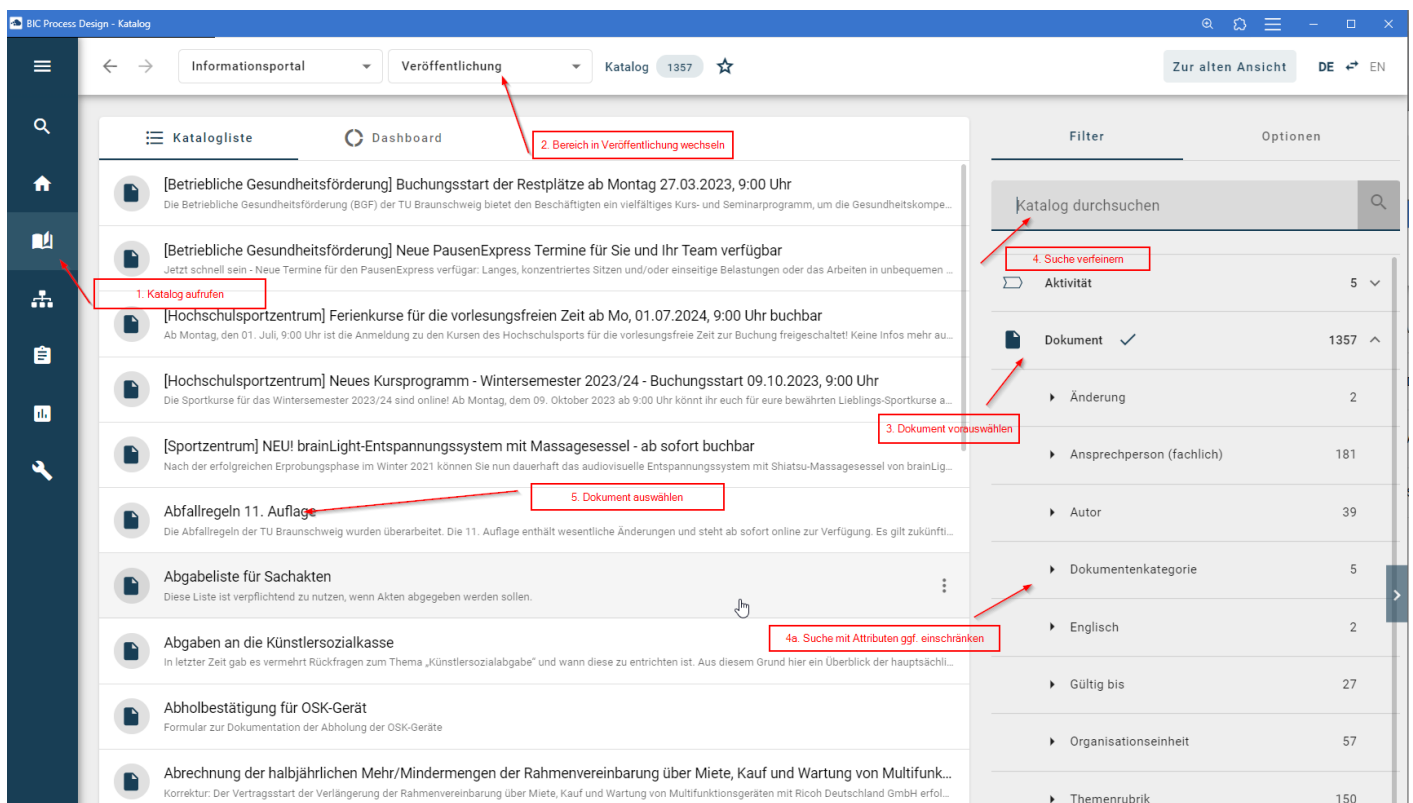 BIC Process Design - Katalog
Informationsportal
Veröffentlichung
Katalog 1357
Zur alten Ansicht
DE EN
Katalogliste
Dashboard
2. Bereich in Veröffentlichung wechseln
Filter
Optionen
[Betriebliche Gesundheitsförderung] Buchungsstart der Restplätze ab Montag 27.03.2023, 9:00 Uhr
Die Betriebliche Gesundheitsförderung (BGF) der TU Braunschweig bietet den Beschäftigten ein vielfältiges Kurs- und Seminarprogramm, um die Gesundheitskompe...
[Betriebliche Gesundheitsförderung] Neue PausenExpress Termine für Sie und Ihr Team verfügbar
Jetzt schnell sein - Neue Termine für den PausenExpress verfügar: Langes, konzentriertes Sitzen und/oder einseitige Belastungen oder das Arbeiten in unbequemen ...
1. Katalog aufrufen
[Hochschulsportzentrum] Ferienkurse für die vorlesungsfreien Zeit ab Mo, 01.07.2024, 9:00 Uhr buchbar
Ab Montag, den 01. Juli, 9:00 Uhr ist die Anmeldung zu den Kursen des Hochschulsports für die vorlesungsfreie Zeit zur Buchung freigeschaltet! Keine Infos mehr au...
[Hochschulsportzentrum] Neues Kursprogramm - Wintersemester 2023/24 - Buchungsstart 09.10.2023, 9:00 Uhr
Die Sportkurse für das Wintersemester 2023/24 sind online! Ab Montag, dem 09. Oktober 2023 ab 9:00 Uhr könnt ihr euch für eure bewährten Lieblings-Sportkurse a...
[Sportzentrum] NEU! brainLight-Entspannungssystem mit Massagesessel - ab sofort buchbar
Nach der erfolgreichen Erprobungsphase im Winter 2021 können Sie nun dauerhaft das audiovisuelle Entspannungssystem mit Shiatsu-Massagesessel von brainLig...
5. Dokument auswählen
Abfallregeln 11. Auflage
Die Abfallregeln der TU Braunschweig wurden überarbeitet. Die 11. Auflage enthält wesentliche Änderungen und steht ab sofort online zur Verfügung. Es gilt zukünfti...
Abgabeliste für Sachakten
Diese Liste ist verpflichtend zu nutzen, wenn Akten abgegeben werden sollen.
Abgaben an die Künstlersozialkasse
In letzter Zeit gab es vermehrt Rückfragen zum Thema „Künstlersozialabgabe“ und wann diese zu entrichten ist. Aus diesem Grund hier ein Überblick der hauptsächli...
Abholbestätigung für OSK-Gerät
Formular zur Dokumentation der Abholung der OSK-Geräte
Abrechnung der halbjährlichen Mehr/Mindermengen der Rahmenvereinbarung über Miete, Kauf und Wartung von Multifunk...
Korrektur: Der Vertragsstart der Verlängerung der Rahmenvereinbarung über Miete, Kauf und Wartung von Multifunktionsgeräten mit Ricoh Deutschland GmbH erfol...
Katalog durchsuchen
4. Suche verfeinern
Aktivität 5
Dokument 1357
Änderung 2
3. Dokument vorauswählen
Ansprechperson (fachlich) 181
Autor 39
Dokumentenkategorie 5
4a. Suche mit Attributen ggf. einschränken
Englisch 2
Gültig bis 27
Organisationseinheit 57
Themenrubrik 150